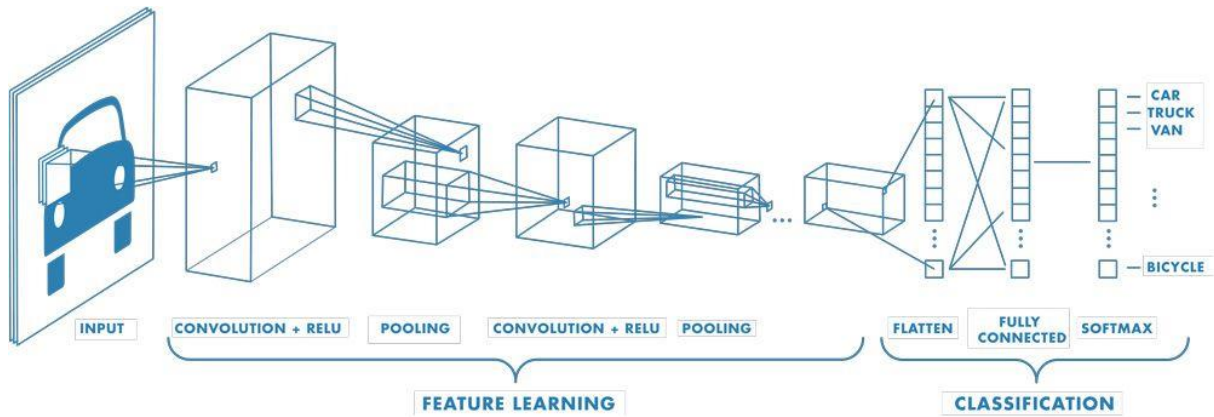 CAR
TRUCK
VAN
BICYCLE
INPUT
CONVOLUTION + RELU
POOLING
CONVOLUTION + RELU
POOLING
FLATTEN
FULLY
CONNECTED
SOFTMAX
FEATURE LEARNING
CLASSIFICATION